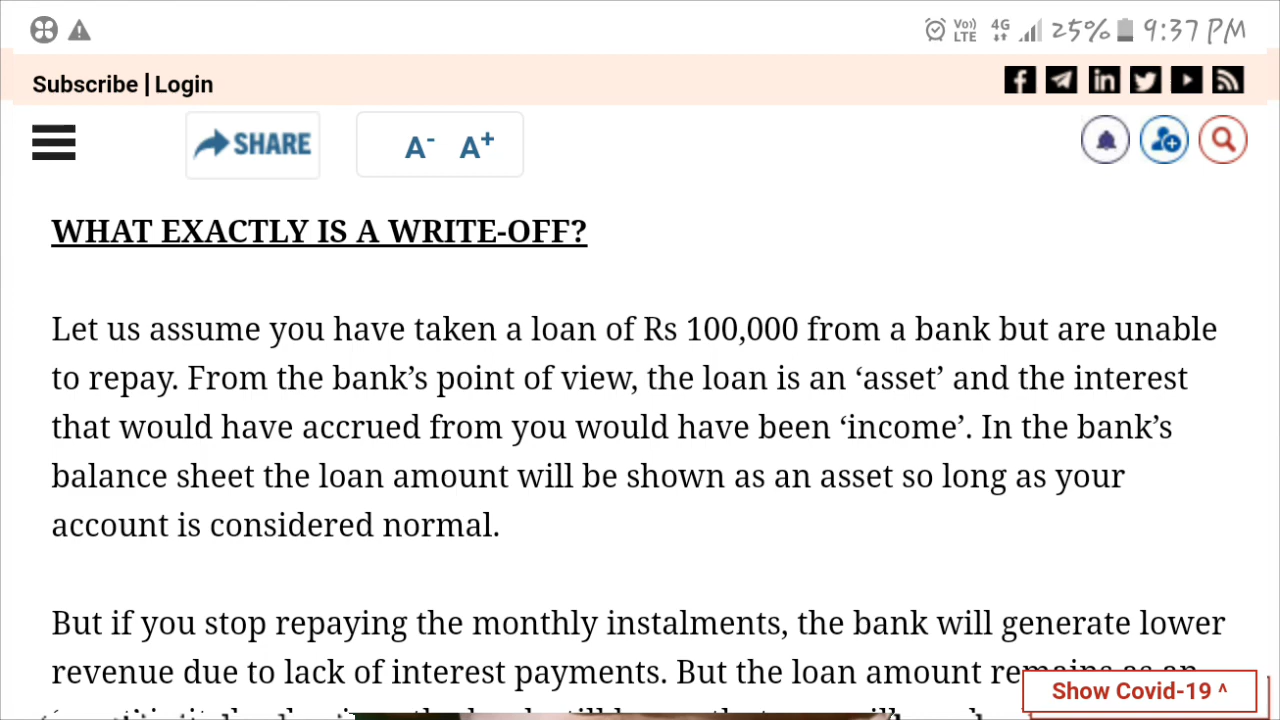 Vo))
LTE
4G
25%
9:37 PM
Subscribe | Login
SHARE
A- A+
WHAT EXACTLY IS A WRITE-OFF?
Let us assume you have taken a loan of Rs 100,000 from a bank but are unable
to repay. From the bank’s point of view, the loan is an ‘asset’ and the interest
that would have accrued from you would have been ‘income’. In the bank’s
balance sheet the loan amount will be shown as an asset so long as your
account is considered normal.
But if you stop repaying the monthly instalments, the bank will generate lower
revenue due to lack of interest payments. But the loan amount remains as an
Show Covid-19 ^